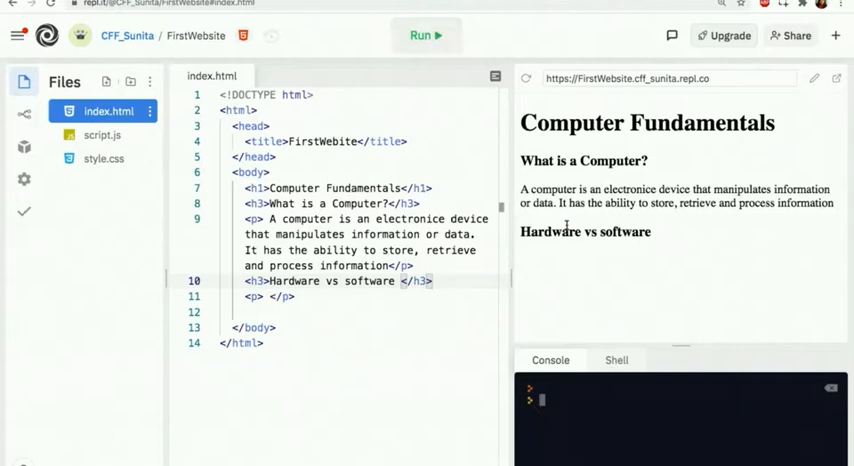 repl.it/@CFF_Sunita/FirstWebsite#index.html
CFF_Sunita / FirstWebsite
Run
Upgrade
Share
Files
index.html
script.js
style.css
index.html
1 <!DOCTYPE html>
2 <html>
3 <head>
4 <title>FirstWebite</title>
5 </head>
6 <body>
7 <h1>Computer Fundamentals</h1>
8 <h3>What is a Computer?</h3>
9 <p> A computer is an electronice device
that manipulates information or data.
It has the ability to store, retrieve
and process information</p>
10 <h3>Hardware vs software </h3>
11 <p> </p>
12
13 </body>
14 </html>
https://FirstWebsite.cff_sunita.repl.co
Computer Fundamentals
What is a Computer?
A computer is an electronice device that manipulates information
or data. It has the ability to store, retrieve and process information
Hardware vs software
Console
Shell